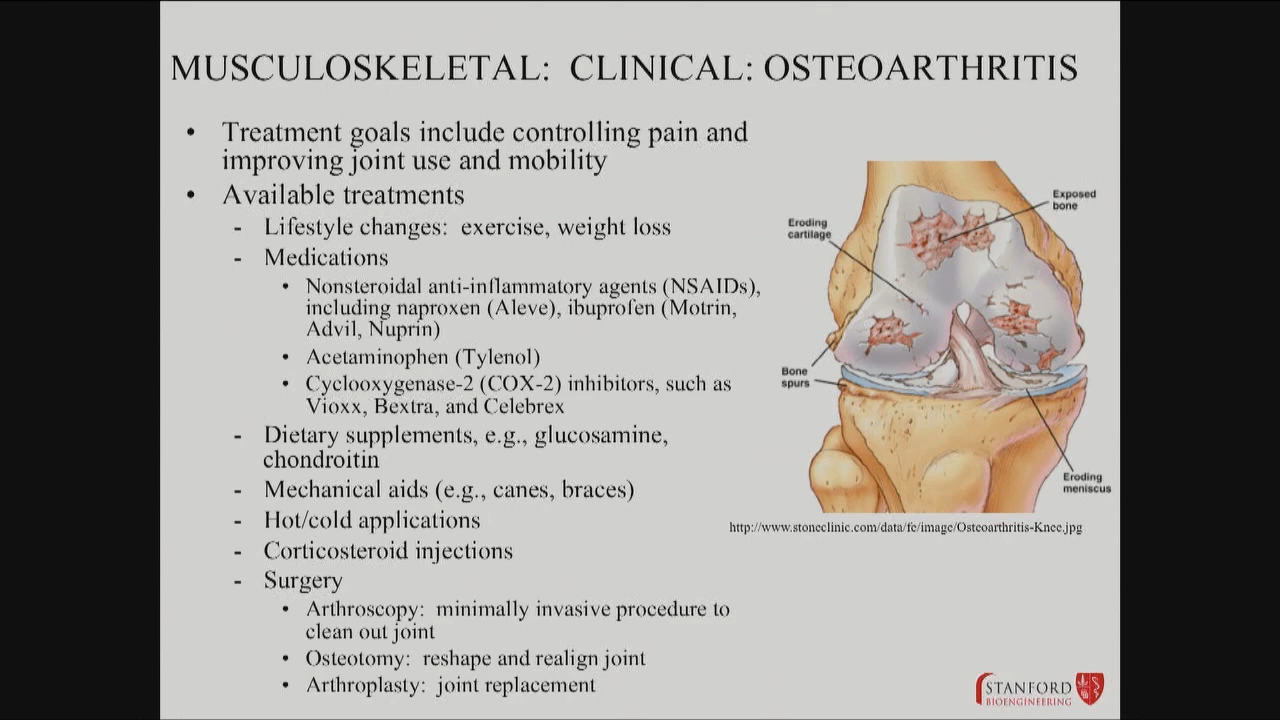 MUSCULOSKELETAL: CLINICAL: OSTEOARTHRITIS
• Treatment goals include controlling pain and
improving joint use and mobility
• Available treatments
- Lifestyle changes: exercise, weight loss
- Medications
• Nonsteroidal anti-inflammatory agents (NSAIDs),
including naproxen (Aleve), ibuprofen (Motrin,
Advil, Nuprin)
• Acetaminophen (Tylenol)
• Cyclooxygenase-2 (COX-2) inhibitors, such as
Vioxx, Bextra, and Celebrex
- Dietary supplements, e.g., glucosamine,
chondroitin
- Mechanical aids (e.g., canes, braces)
- Hot/cold applications
- Corticosteroid injections
- Surgery
• Arthroscopy: minimally invasive procedure to
clean out joint
• Osteotomy: reshape and realign joint
• Arthroplasty: joint replacement
Exposed
bone
Eroding
cartilage
Bone
spurs
Eroding
meniscus
http://www.stoneclinic.com/data/fe/image/Osteoarthritis-Knee.jpg
STANFORD
BIOENGINEERING